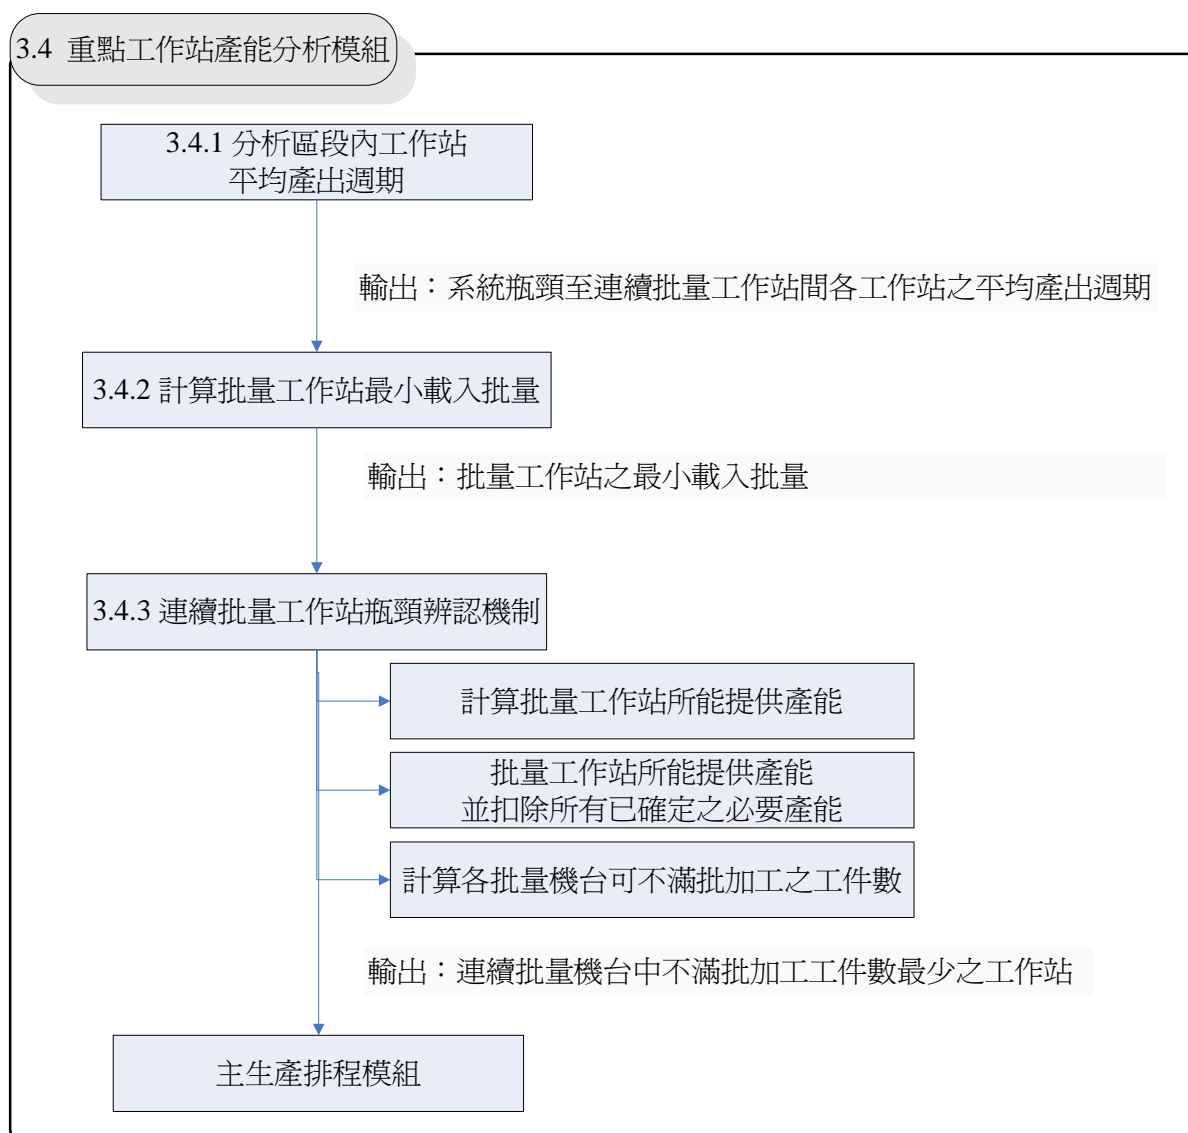 3.4 重點工作站產能分析模組
3.4.1 分析區段內工作站
平均產出週期
輸出：系統瓶頸至連續批量工作站間各工作站之平均產出週期
3.4.2 計算批量工作站最小載入批量
輸出：批量工作站之最小載入批量
3.4.3 連續批量工作站瓶頸辨認機制
計算批量工作站所能提供產能
批量工作站所能提供產能
並扣除所有已確定之必要產能
計算各批量機台可不滿批加工之工件數
輸出：連續批量機台中不滿批加工工件數最少之工作站
主生產排程模組